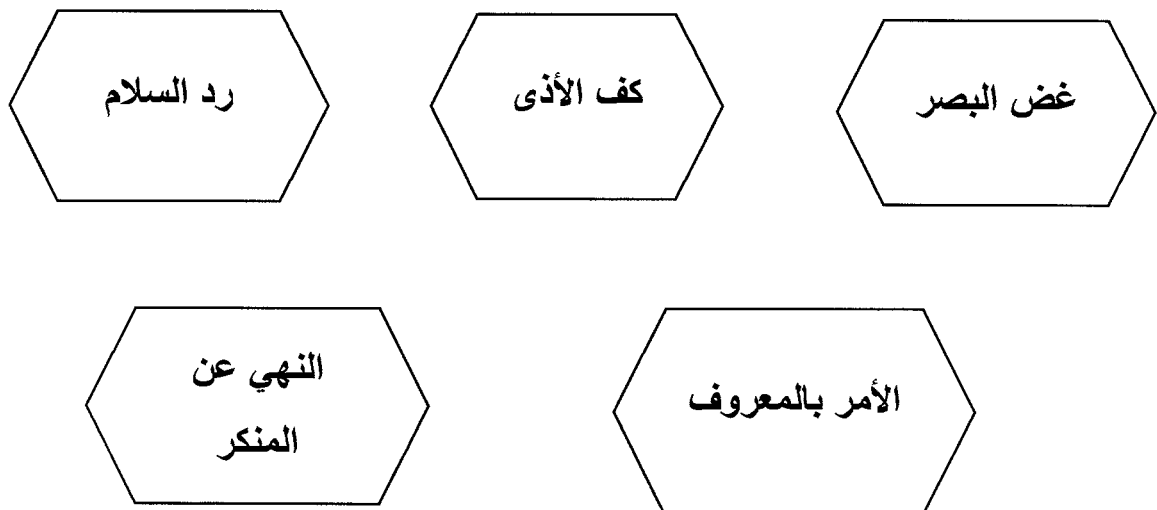 غض البصر
كف الأذى
رد السلام
الأمر بالمعروف
النهي عن
المنكر